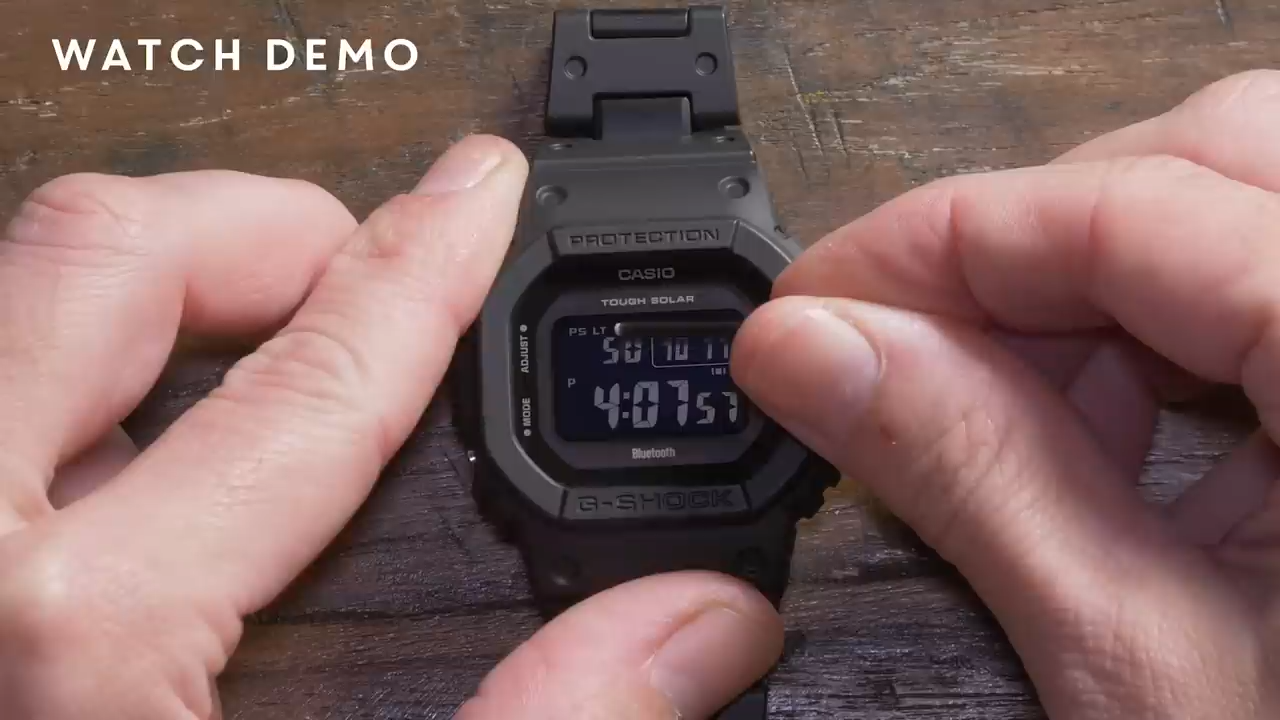 WATCH DEMO
PROTECTION
CASIO
TOUGH SOLAR
ADJUST
MODE
PS LT
SU 10 11
P 4:07 57
Bluetooth
G-SHOCK